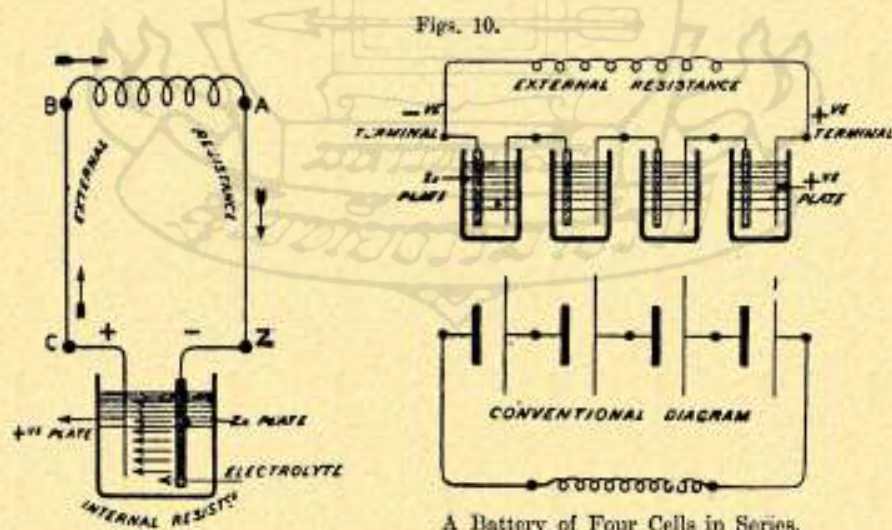 Figs. 10.
B
A
EXTERNAL
RESISTANCE
C
+
−
Z
+VE PLATE
Zn PLATE
ELECTROLYTE
INTERNAL RESISTCE
EXTERNAL RESISTANCE
−VE
TERMINAL
+VE
TERMINAL
Zn
PLATE
+VE
PLATE
CONVENTIONAL DIAGRAM
A Battery of Four Cells in Series.